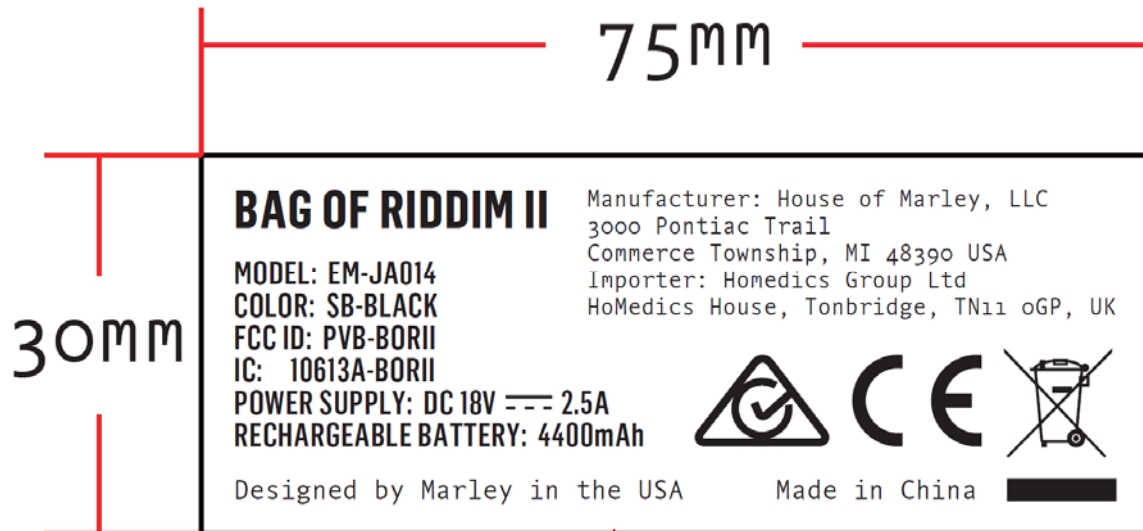 75mm
30mm
BAG OF RIDDIM II
MODEL: EM-JA014
COLOR: SB-BLACK
FCC ID: PVB-BORII
IC: 10613A-BORII
POWER SUPPLY: DC 18V ⎓ 2.5A
RECHARGEABLE BATTERY: 4400mAh
Manufacturer: House of Marley, LLC
3000 Pontiac Trail
Commerce Township, MI 48390 USA
Importer: Homedics Group Ltd
HoMedics House, Tonbridge, TN11 0GP, UK
CE
Designed by Marley in the USA
Made in China